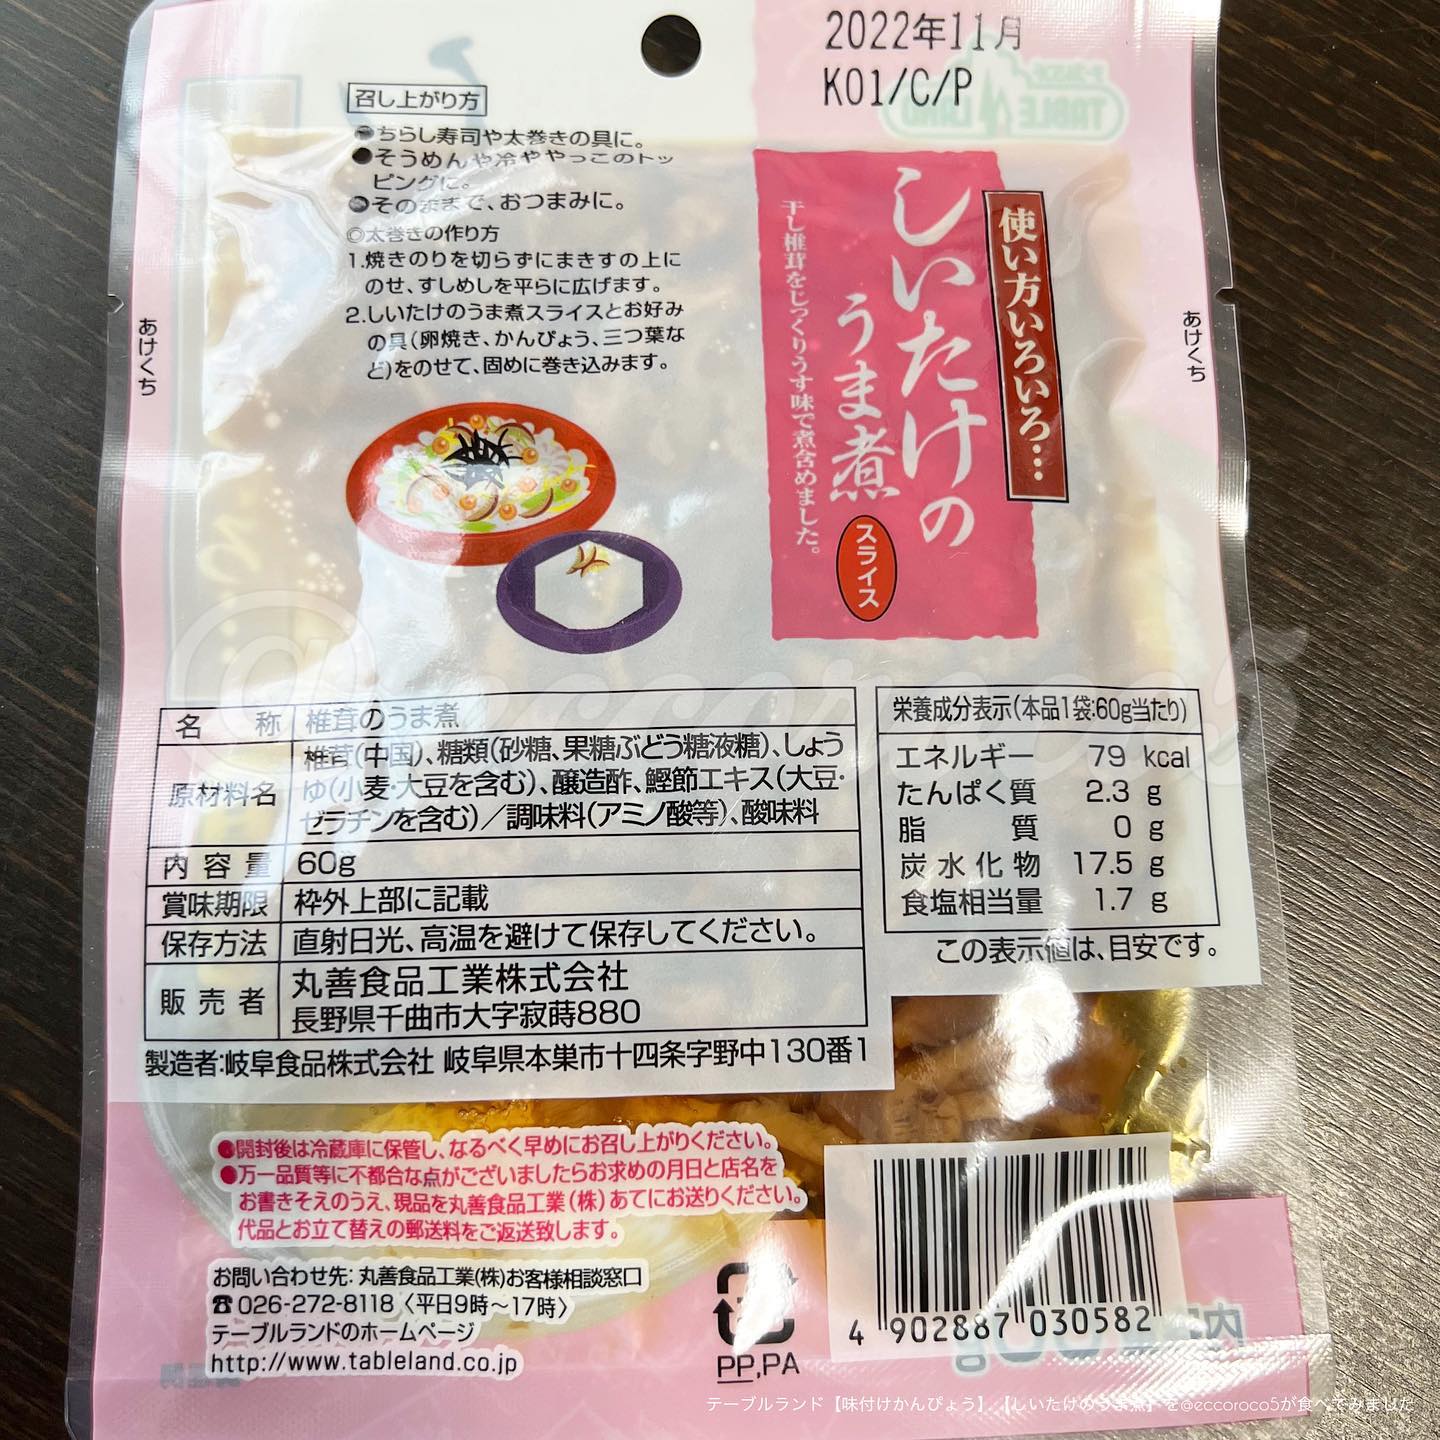 2022年11月
K01/C/P
TABLE LAND
召し上がり方
●ちらし寿司や太巻きの具に。
●そうめんや冷ややっこのトッ
ピングに。
●そのままで、おつまみに。
◎太巻きの作り方
1.焼きのりを切らずにまきすの上に
のせ、すしめしを平らに広げます。
2.しいたけのうま煮スライスとお好み
の具(卵焼き、かんぴょう、三つ葉な
ど)をのせて、固めに巻き込みます。
使い方いろいろ…
しいたけの
うま煮
スライス
干し椎茸をじっくりうす味で煮含めました。
あけくち
あけくち
名称 椎茸のうま煮
原材料名 椎茸(中国)、糖類(砂糖、果糖ぶどう糖液糖)、しょう
ゆ(小麦・大豆を含む)、醸造酢、鰹節エキス(大豆・
ゼラチンを含む)／調味料(アミノ酸等)、酸味料
内容量 60g
賞味期限 枠外上部に記載
保存方法 直射日光、高温を避けて保存してください。
販売者 丸善食品工業株式会社
長野県千曲市大字寂蒔880
製造者:岐阜食品株式会社 岐阜県本巣市十四条字野中130番1
栄養成分表示(本品1袋:60g当たり)
エネルギー 79 kcal
たんぱく質 2.3 g
脂質 0 g
炭水化物 17.5 g
食塩相当量 1.7 g
この表示値は、目安です。
●開封後は冷蔵庫に保管し、なるべく早めにお召し上がりください。
●万一品質等に不都合な点がございましたらお求めの月日と店名を
お書きそえのうえ、現品を丸善食品工業(株)あてにお送りください。
代品とお立て替えの郵送料をご返送致します。
お問い合わせ先: 丸善食品工業(株)お客様相談窓口
☎026-272-8118〈平日9時〜17時〉
テーブルランドのホームページ
http://www.tableland.co.jp
PP,PA
4 902887 030582
@eccoroco5
テーブルランド【味付けかんぴょう】【しいたけのうま煮】を@eccoroco5が食べてみました